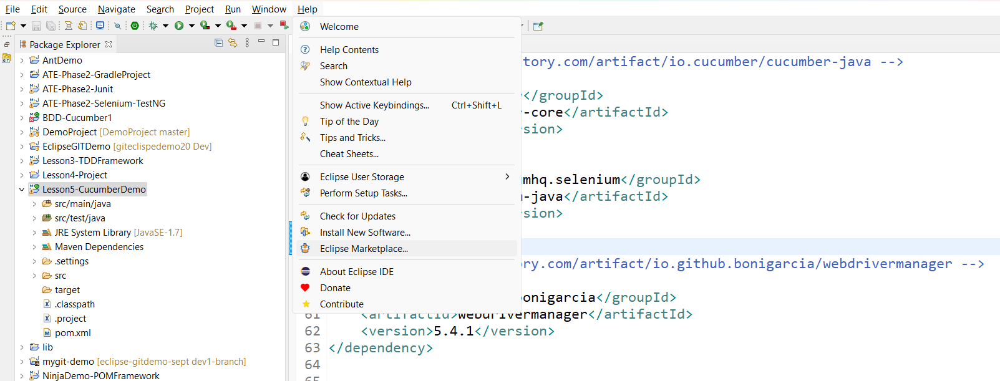 File Edit Source Navigate Search Project Run Window Help
Package Explorer
AntDemo
ATE-Phase2-GradleProject
ATE-Phase2-Junit
ATE-Phase2-Selenium-TestNG
BDD-Cucumber1
DemoProject [DemoProject master]
EclipseGITDemo [giteclispedemo20 Dev]
Lesson3-TDDFramework
Lesson4-Project
Lesson5-CucumberDemo
src/main/java
src/test/java
JRE System Library [JavaSE-1.7]
Maven Dependencies
.settings
src
target
.classpath
.project
pom.xml
lib
mygit-demo [eclipse-gitdemo-sept dev1-branch]
NinjaDemo-POMFramework
Welcome
Help Contents
Search
Show Contextual Help
Show Active Keybindings... Ctrl+Shift+L
Tip of the Day
Tips and Tricks...
Cheat Sheets...
Eclipse User Storage
Perform Setup Tasks...
Check for Updates
Install New Software...
Eclipse Marketplace...
About Eclipse IDE
Donate
Contribute
tory.com/artifact/io.cucumber/cucumber-java -->
</groupId>
r-core</artifactId>
sion>
mhq.selenium</groupId>
-java</artifactId>
sion>
ory.com/artifact/io.github.bonigarcia/webdrivermanager -->
bonigarcia</groupId>
61 <artifactId>webdrivermanager</artifactId>
62 <version>5.4.1</version>
63 </dependency>
64